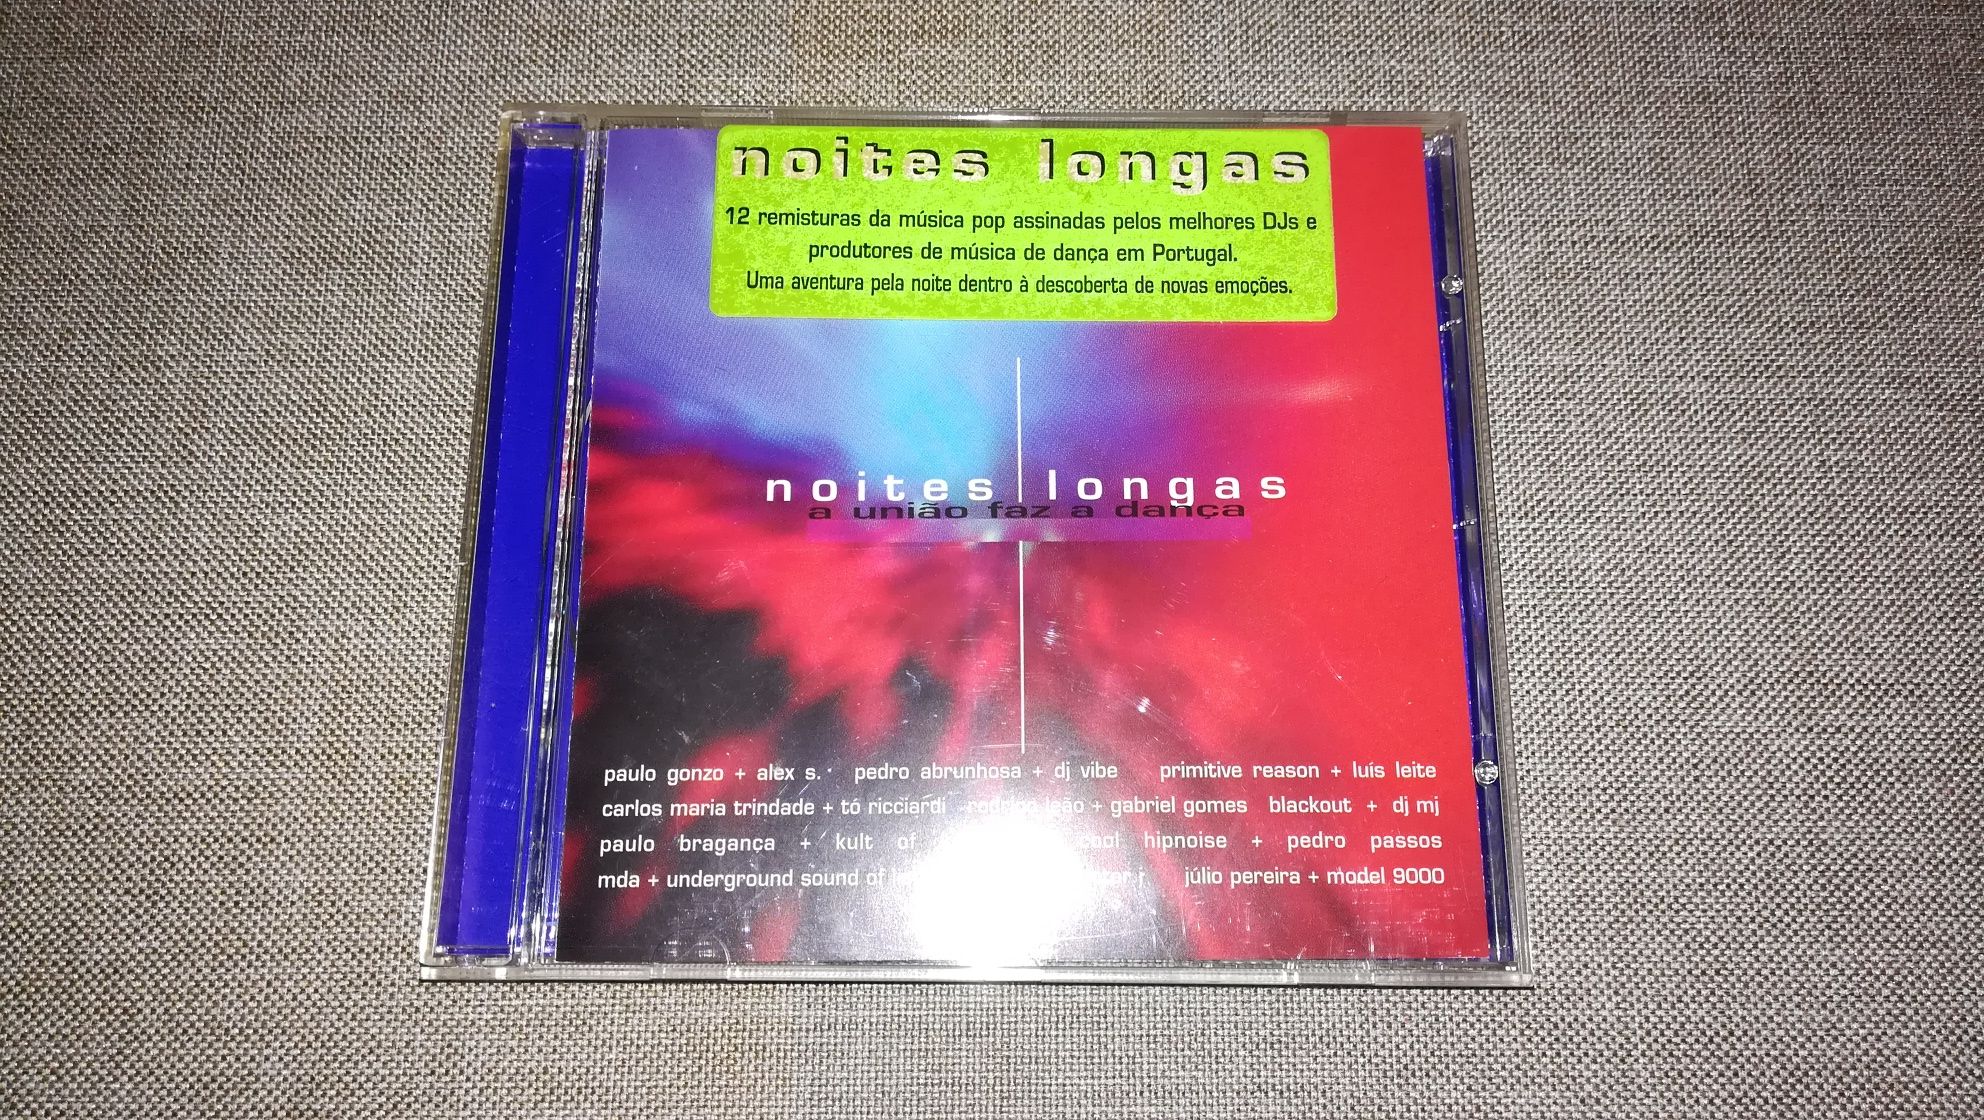 noites longas
12 remisturas da música pop assinadas pelos melhores DJs e
produtores de música de dança em Portugal.
Uma aventura pela noite dentro à descoberta de novas emoções.
noites longas
a união faz a dança
paulo gonzo + alex s. pedro abrunhosa + dj vibe primitive reason + luís leite
carlos maria trindade + tó ricciardi rodrigo leão + gabriel gomes blackout + dj mj
paulo bragança + kult of cool hipnoise + pedro passos
mda + underground sound of júlio pereira + model 9000